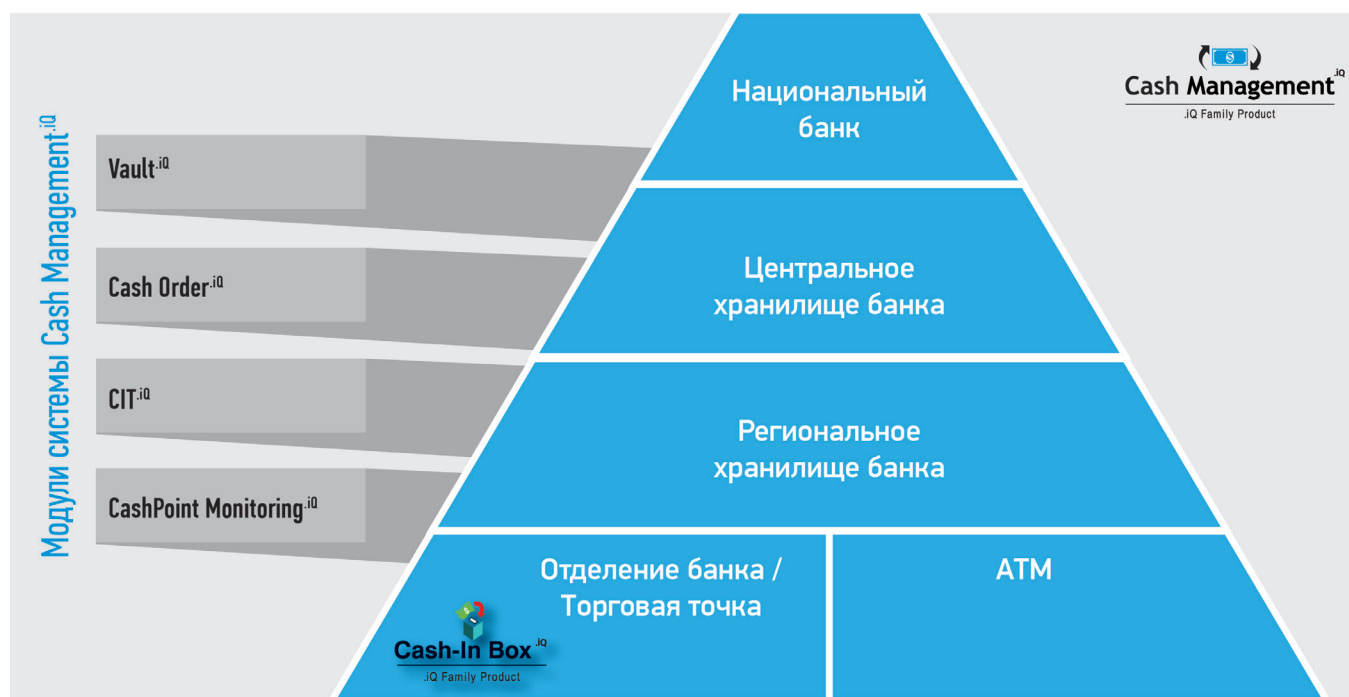 Модули системы Cash Management.iQ
Vault.iQ
Cash Order.iQ
CIT.iQ
CashPoint Monitoring.iQ
Национальный
банк
Центральное
хранилище банка
Региональное
хранилище банка
Отделение банка /
Торговая точка
ATM
Cash-In Box .iQ
.iQ Family Product
Cash Management.iQ
.iQ Family Product